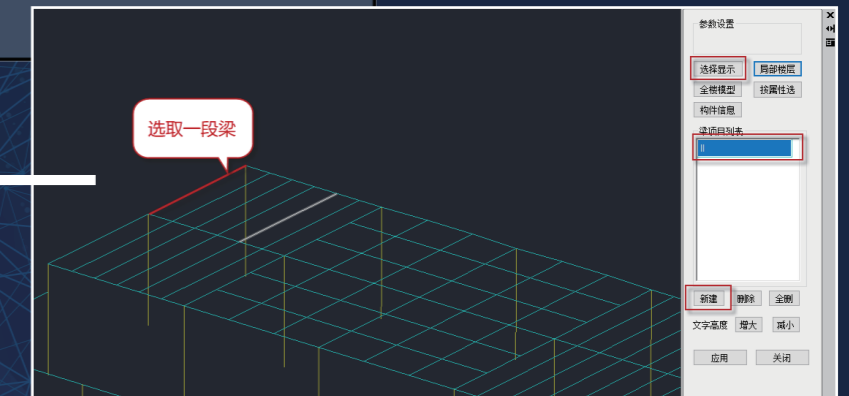 参数设置
选择显示 局部楼层
全楼模型 按属性选
构件信息
梁项目列表
选取一段梁
新建 删除 全删
文字高度 增大 减小
应用 关闭